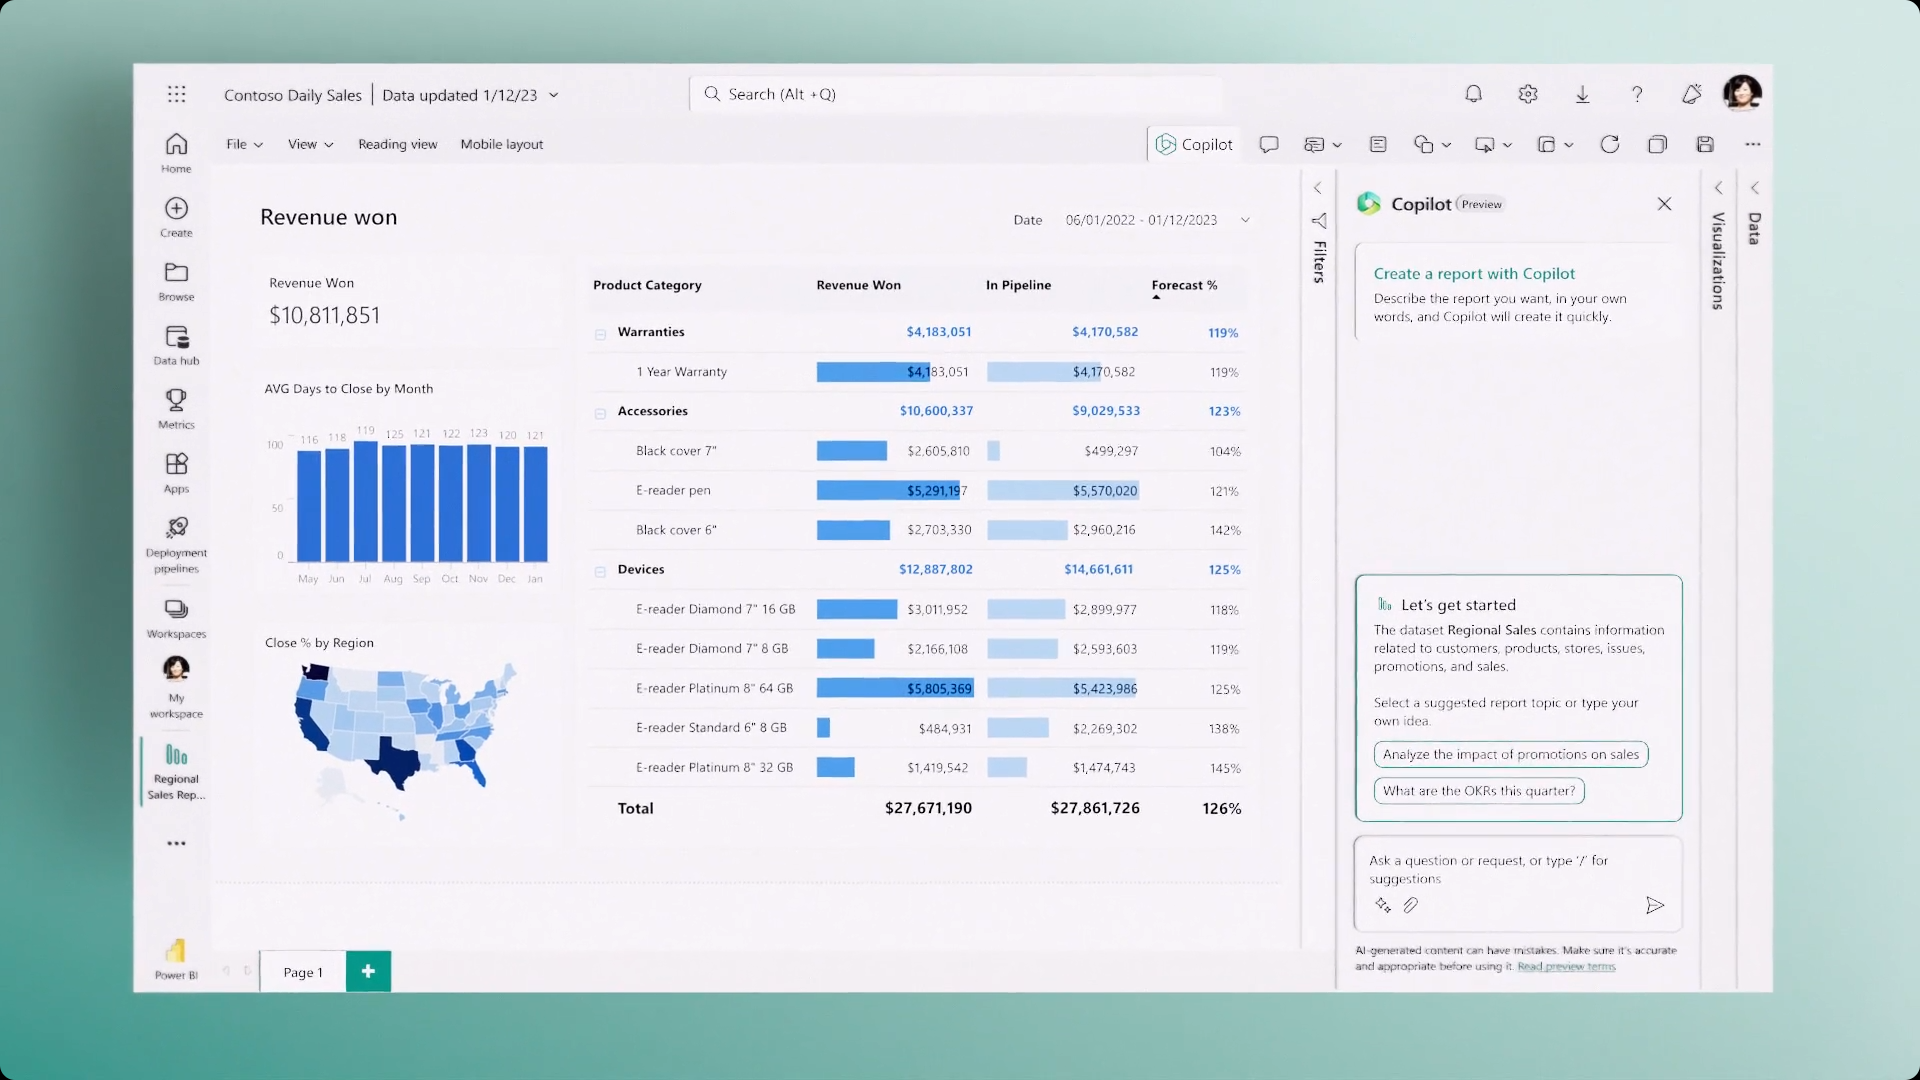 Contoso Daily Sales | Data updated 1/12/23
Search (Alt +Q)
File View Reading view Mobile layout
Copilot
Home
Create
Browse
Data hub
Metrics
Apps
Deployment
pipelines
Workspaces
My
workspace
Regional
Sales Rep...
Power BI
Revenue won
Date 06/01/2022 - 01/12/2023
Revenue Won
$10,811,851
AVG Days to Close by Month
100
50
0
116 118 119 125 121 122 123 120 121
May Jun Jul Aug Sep Oct Nov Dec Jan
Close % by Region
Product Category Revenue Won In Pipeline Forecast %
Warranties $4,183,051 $4,170,582 119%
1 Year Warranty $4,183,051 $4,170,582 119%
Accessories $10,600,337 $9,029,533 123%
Black cover 7" $2,605,810 $499,297 104%
E-reader pen $5,291,197 $5,570,020 121%
Black cover 6" $2,703,330 $2,960,216 142%
Devices $12,887,802 $14,661,611 125%
E-reader Diamond 7" 16 GB $3,011,952 $2,899,977 118%
E-reader Diamond 7" 8 GB $2,166,108 $2,593,603 119%
E-reader Platinum 8" 64 GB $5,805,369 $5,423,986 125%
E-reader Standard 6" 8 GB $484,931 $2,269,302 138%
E-reader Platinum 8" 32 GB $1,419,542 $1,474,743 145%
Total $27,671,190 $27,861,726 126%
Page 1
Filters
Copilot Preview
Create a report with Copilot
Describe the report you want, in your own
words, and Copilot will create it quickly.
Let's get started
The dataset Regional Sales contains information
related to customers, products, stores, issues,
promotions, and sales.
Select a suggested report topic or type your
own idea.
Analyze the impact of promotions on sales
What are the OKRs this quarter?
Ask a question or request, or type '/' for
suggestions
AI-generated content can have mistakes. Make sure it's accurate
and appropriate before using it. Read preview terms
Visualizations
Data